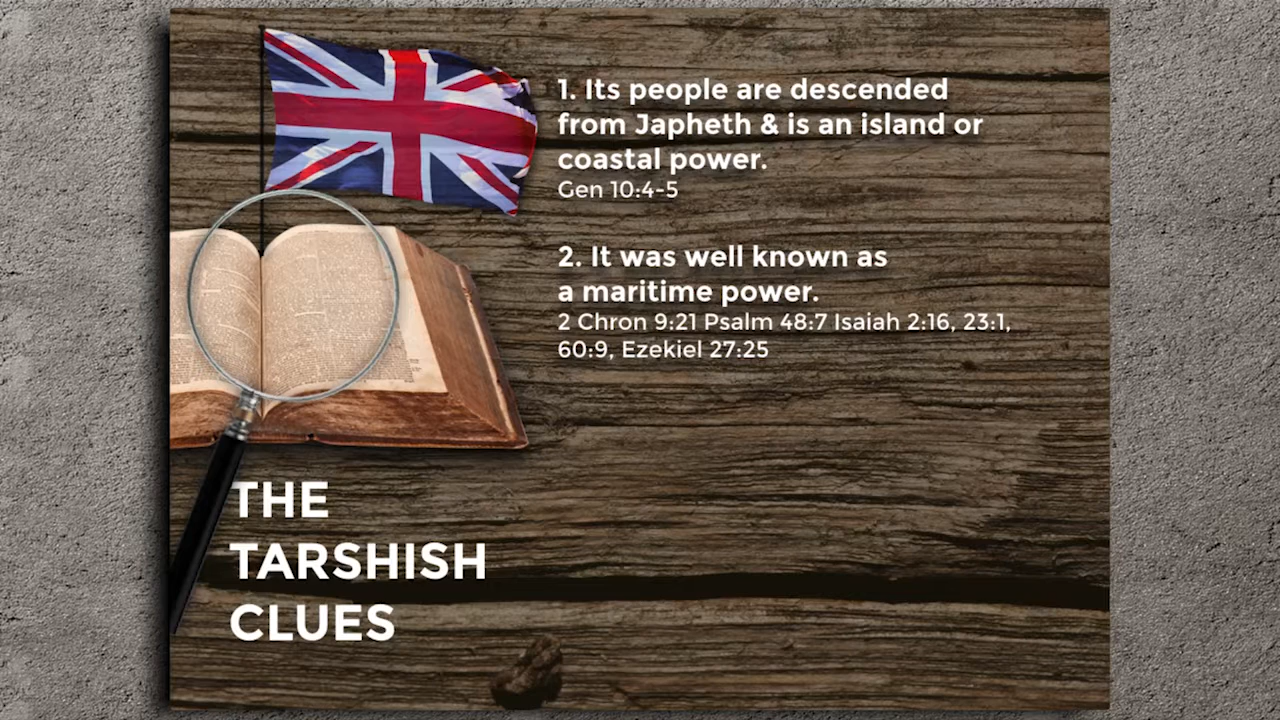 1. Its people are descended
from Japheth & is an island or
coastal power.
Gen 10:4-5
2. It was well known as
a maritime power.
2 Chron 9:21 Psalm 48:7 Isaiah 2:16, 23:1,
60:9, Ezekiel 27:25
THE
TARSHISH
CLUES